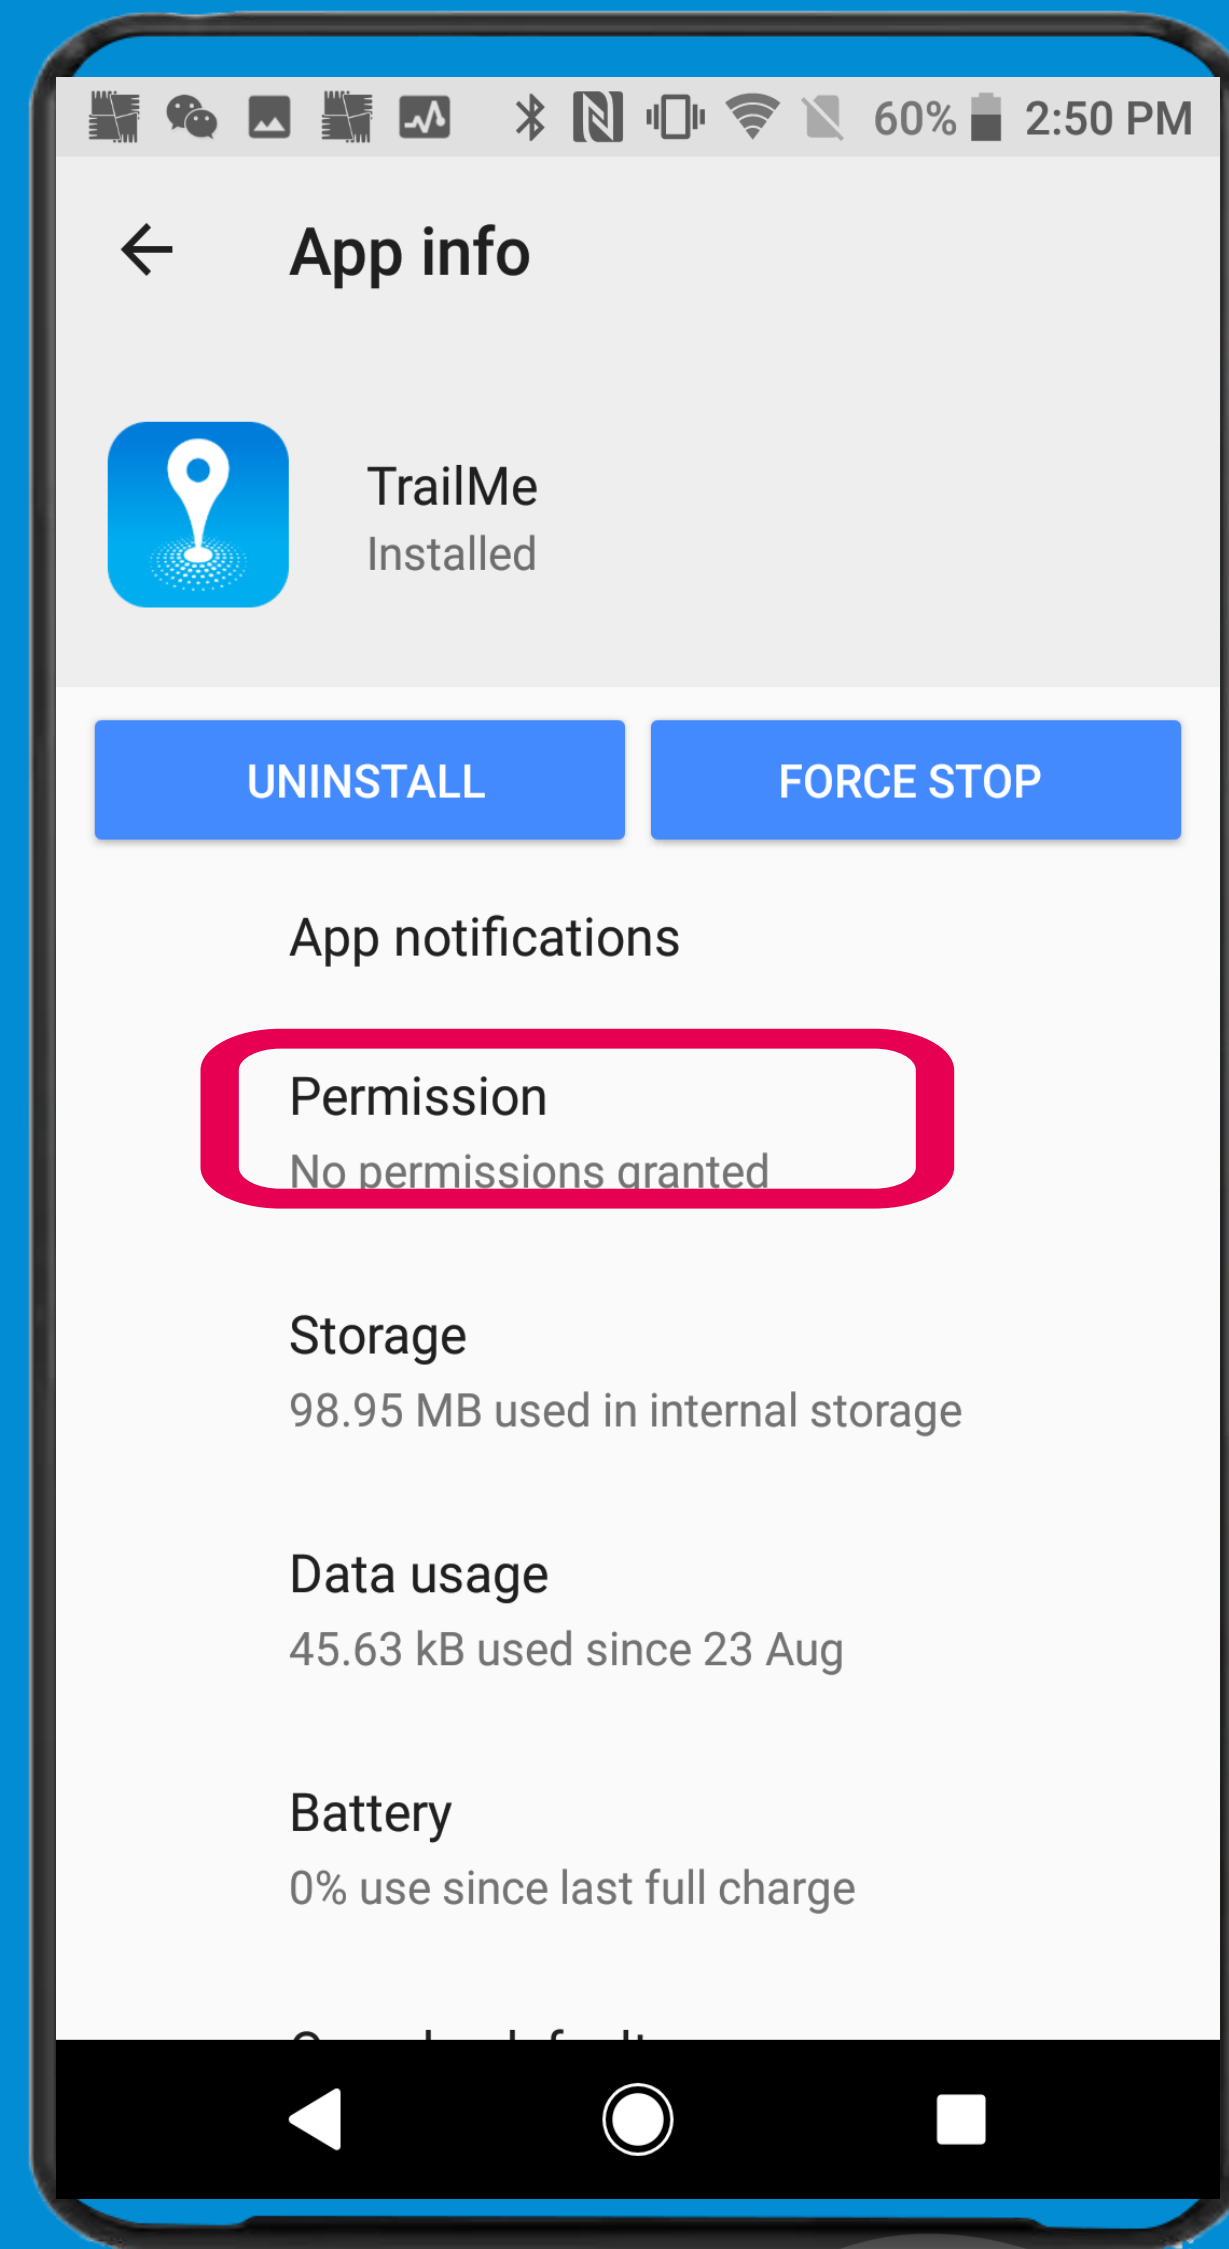 60% 2:50 PM
App info
TrailMe
Installed
UNINSTALL
FORCE STOP
App notifications
Permission
No permissions granted
Storage
98.95 MB used in internal storage
Data usage
45.63 kB used since 23 Aug
Battery
0% use since last full charge